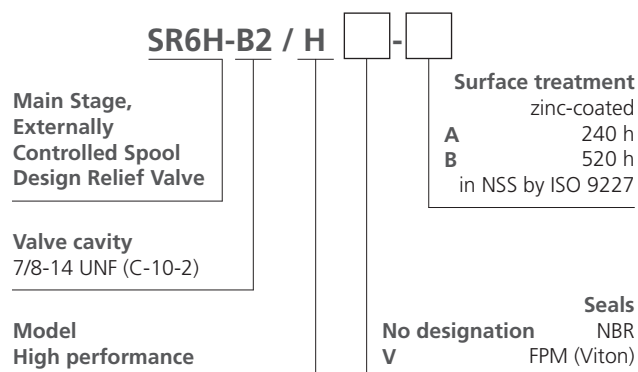 SR6H-B2 / H -
Main Stage,
Externally
Controlled Spool
Design Relief Valve
Surface treatment
zinc-coated
A 240 h
B 520 h
in NSS by ISO 9227
Valve cavity
7/8-14 UNF (C-10-2)
Model
High performance
Seals
No designation NBR
V FPM (Viton)